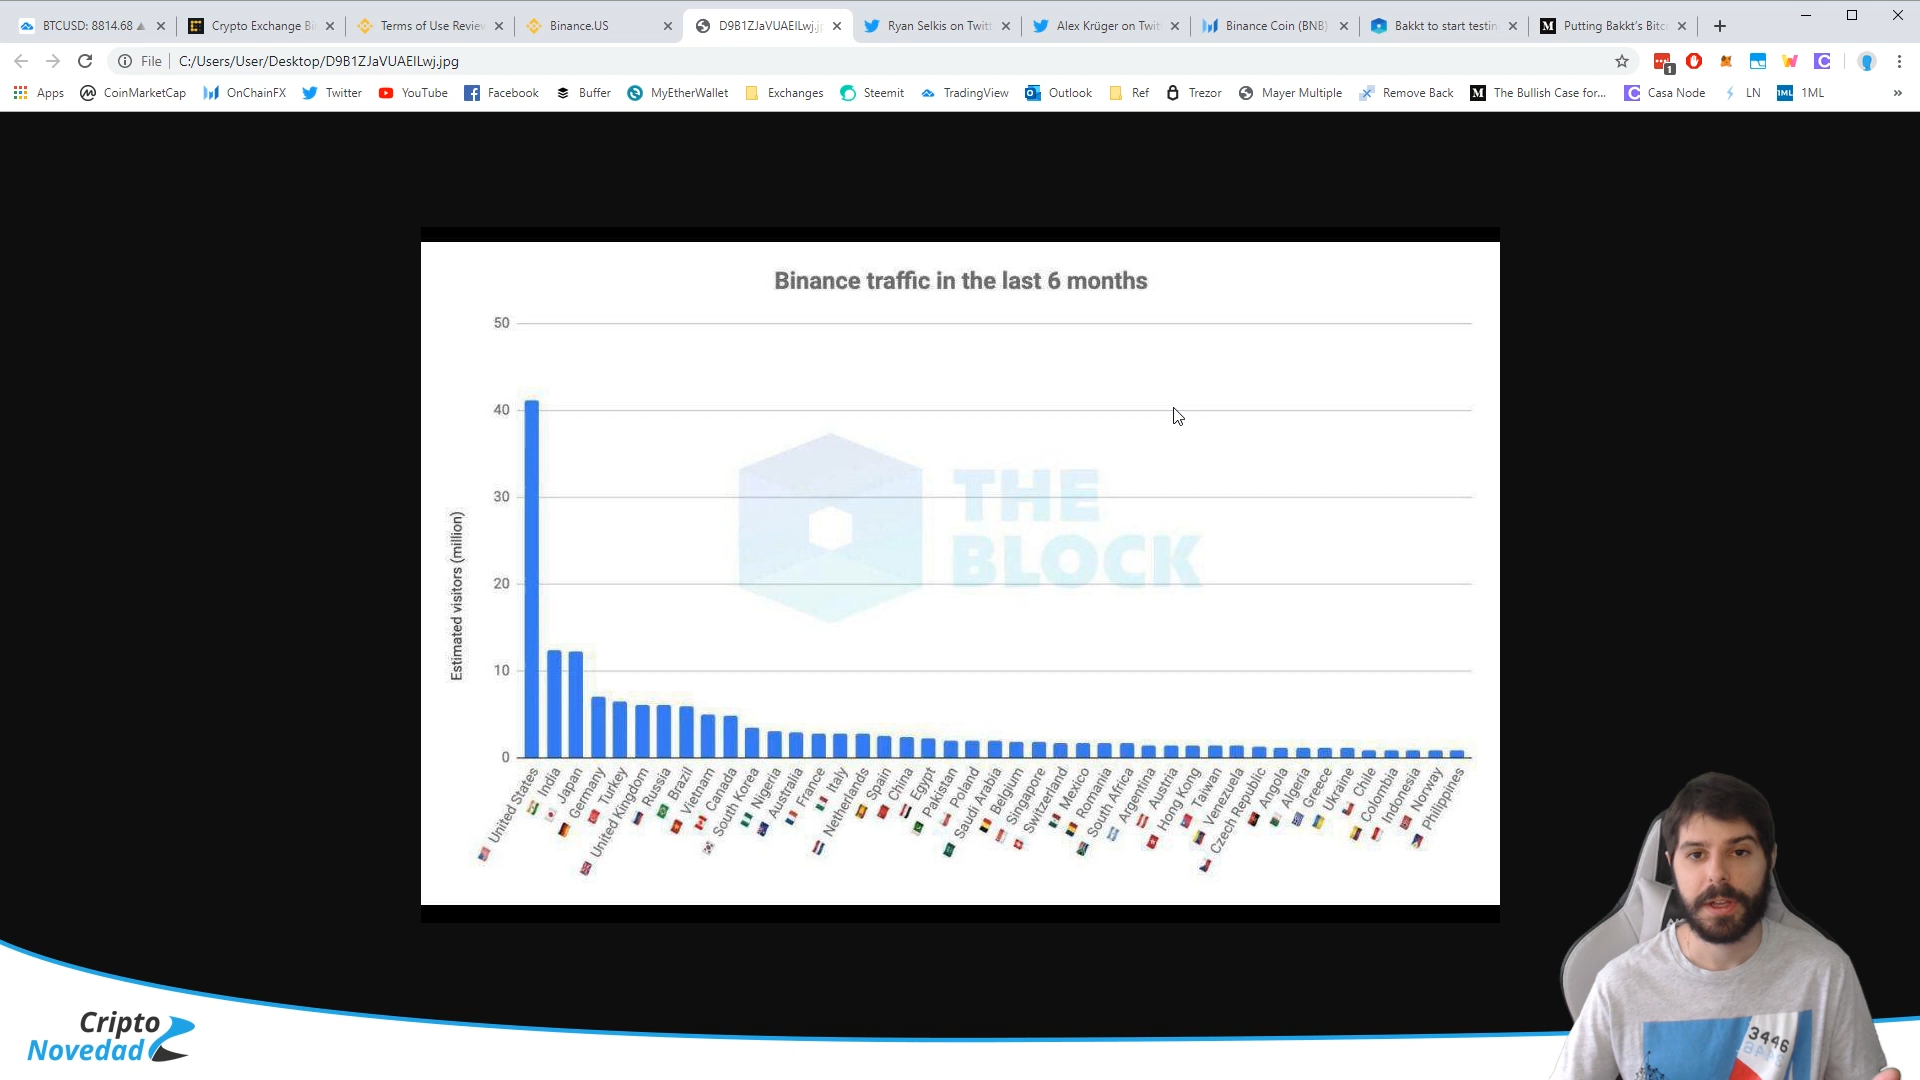 BTCUSD: 8814.68 ▲
Crypto Exchange Bi
Terms of Use Review
Binance.US
D9B1ZJaVUAEILwj.j
Ryan Selkis on Twitt
Alex Krüger on Twit
Binance Coin (BNB)
Bakkt to start testin
Putting Bakkt's Bitc
File
C:/Users/User/Desktop/D9B1ZJaVUAEILwj.jpg
1
Apps
CoinMarketCap
OnChainFX
Twitter
YouTube
Facebook
Buffer
MyEtherWallet
Exchanges
Steemit
TradingView
Outlook
Ref
Trezor
Mayer Multiple
Remove Back
The Bullish Case for...
Casa Node
LN
1ML
1ML
Binance traffic in the last 6 months
50
40
30
20
10
0
Estimated visitors (million)
THE
BLOCK
United States
India
Japan
Germany
Turkey
United Kingdom
Russia
Brazil
Vietnam
Canada
South Korea
Nigeria
Australia
France
Italy
Netherlands
Spain
China
Egypt
Pakistan
Poland
Saudi Arabia
Belgium
Singapore
Switzerland
Mexico
Romania
South Africa
Argentina
Austria
Hong Kong
Taiwan
Venezuela
Czech Republic
Angola
Algeria
Greece
Ukraine
Chile
Colombia
Indonesia
Norway
Philippines
Cripto
Novedad
3446
3446